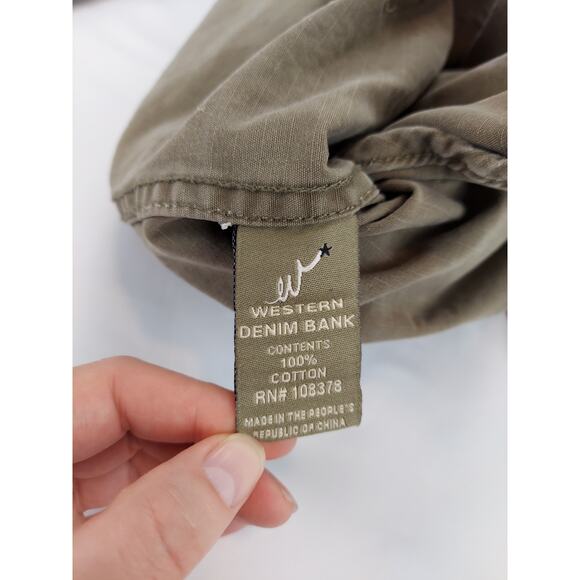 W
WESTERN
DENIM BANK
CONTENTS
100%
COTTON
RN# 108378
MADE IN THE PEOPLE'S
REPUBLIC OF CHINA